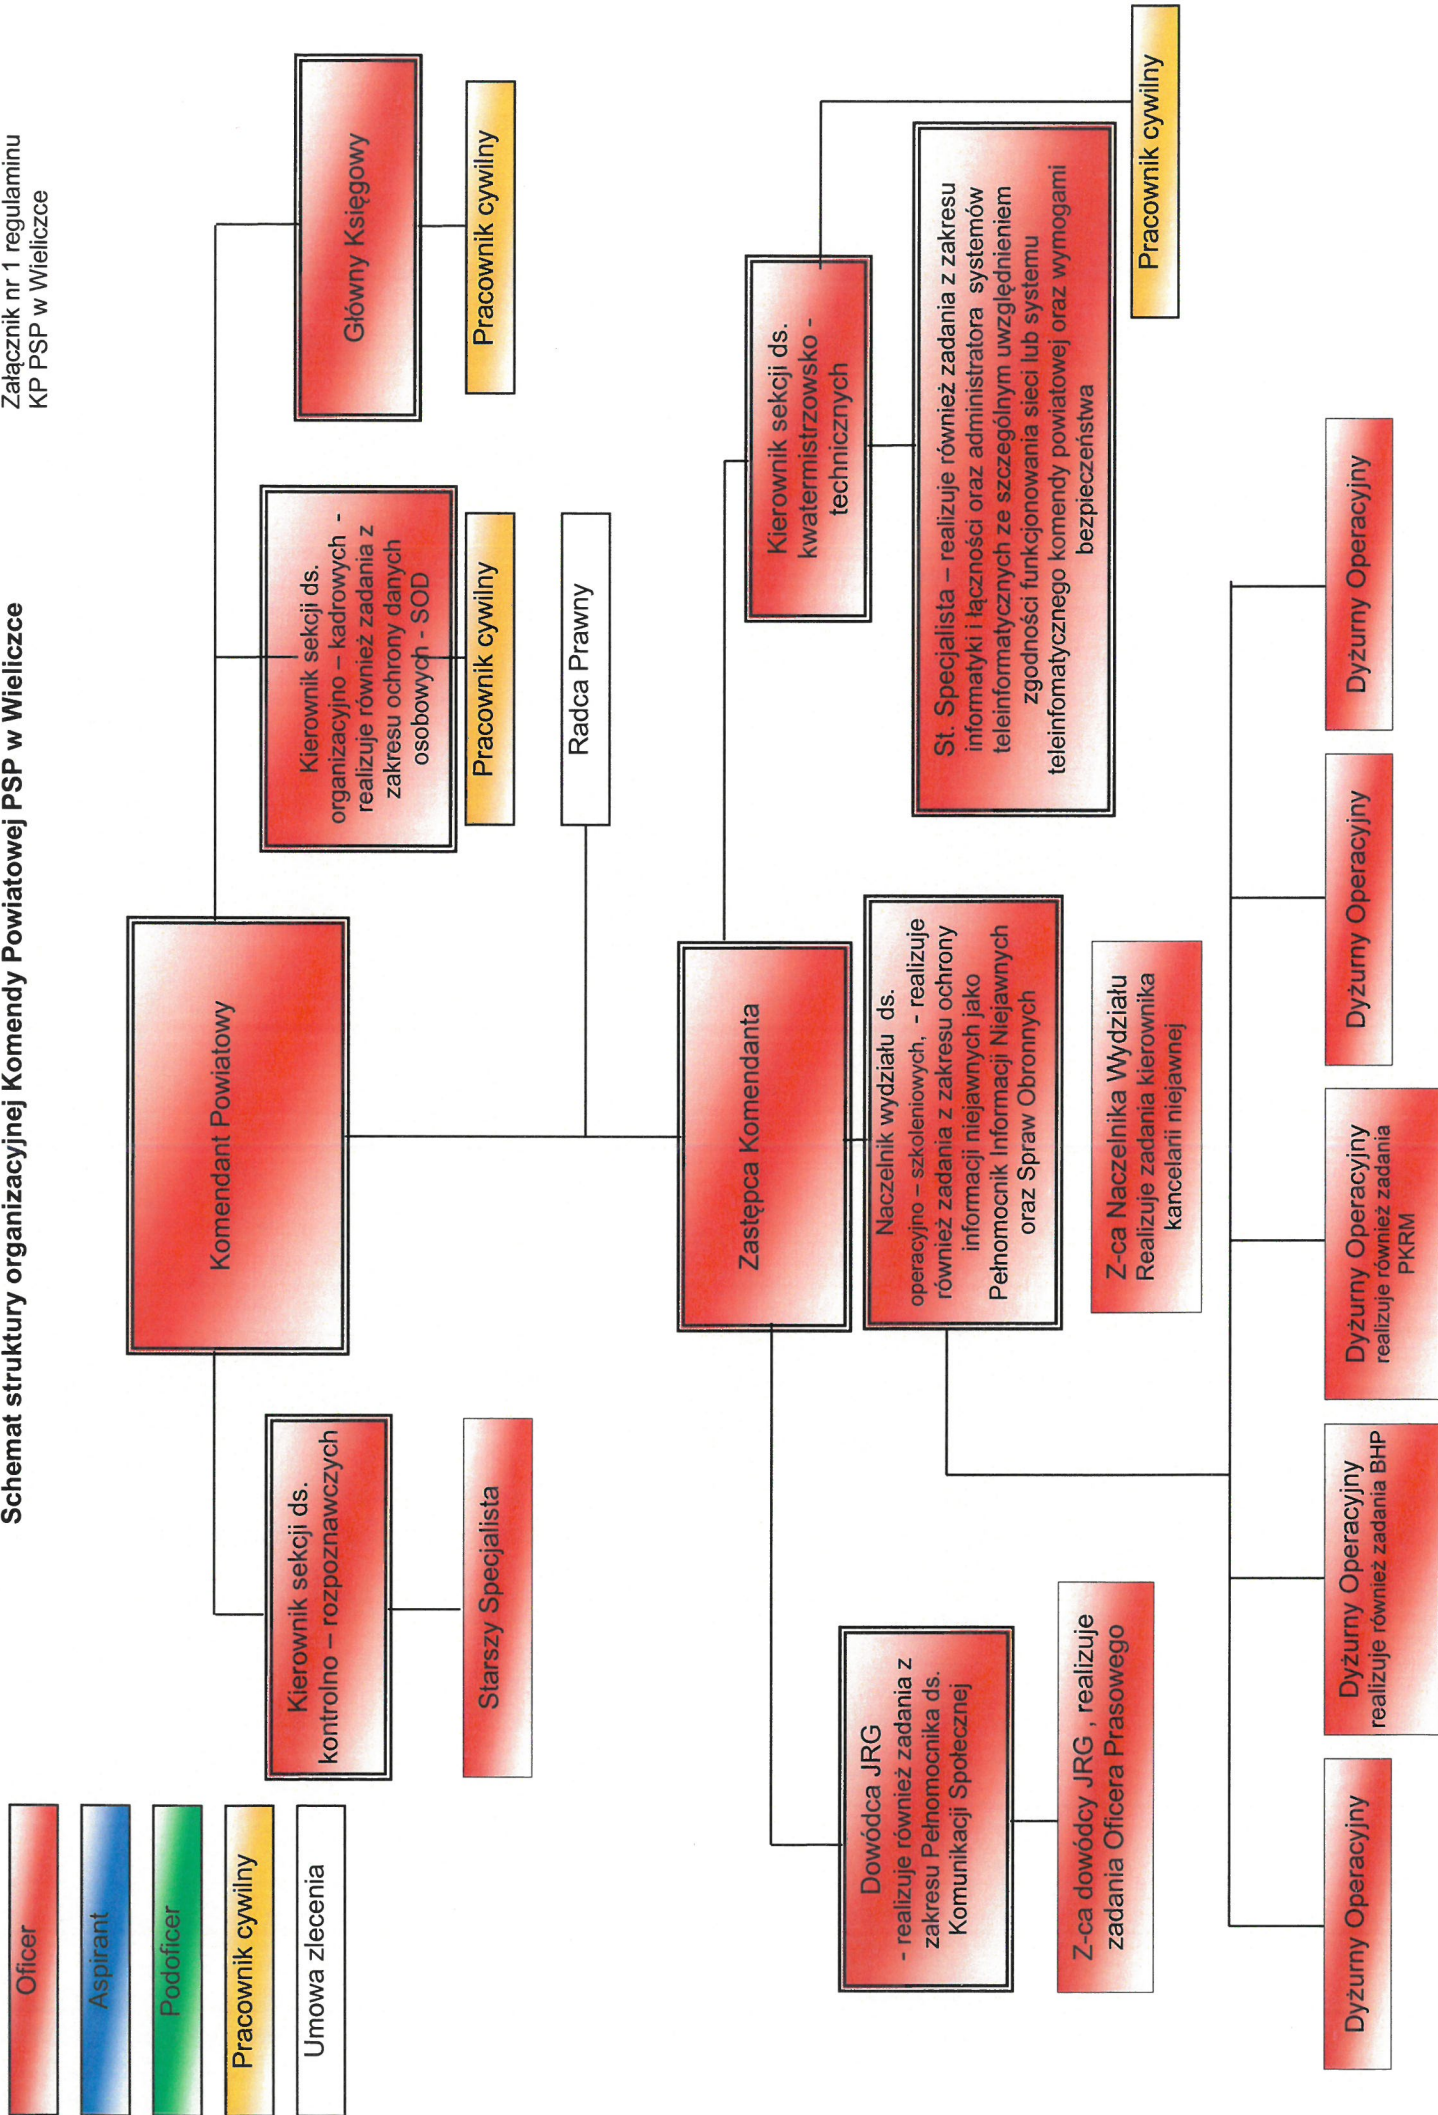 Załącznik nr 1 regulaminu
KP PSP w Wieliczce
Schemat struktury organizacyjnej Komendy Powiatowej PSP w Wieliczce
Oficer
Aspirant
Podoficer
Pracownik cywilny
Umowa zlecenia
Komendant Powiatowy
Kierownik sekcji ds.
kontrolno – rozpoznawczych
Starszy Specjalista
Kierownik sekcji ds.
organizacyjno – kadrowych -
realizuje również zadania z
zakresu ochrony danych
osobowych - SOD
Pracownik cywilny
Główny Księgowy
Pracownik cywilny
Radca Prawny
Zastępca Komendanta
Dowódca JRG
- realizuje również zadania z
zakresu Pełnomocnika ds.
Komunikacji Społecznej
Z-ca dowódcy JRG , realizuje
zadania Oficera Prasowego
Naczelnik wydziału ds.
operacyjno – szkoleniowych, - realizuje
również zadania z zakresu ochrony
informacji niejawnych jako
Pełnomocnik Informacji Niejawnych
oraz Spraw Obronnych
Z-ca Naczelnika Wydziału
Realizuje zadania kierownika
kancelarii niejawnej
Kierownik sekcji ds.
kwatermistrzowsko -
technicznych
St. Specjalista – realizuje również zadania z zakresu
informatyki i łączności oraz administratora systemów
teleinformatycznych ze szczególnym uwzględnieniem
zgodności funkcjonowania sieci lub systemu
teleinfomatycznego komendy powiatowej oraz wymogami
bezpieczeństwa
Pracownik cywilny
Dyżurny Operacyjny
Dyżurny Operacyjny
realizuje również zadania BHP
Dyżurny Operacyjny
realizuje również zadania
PKRM
Dyżurny Operacyjny
Dyżurny Operacyjny